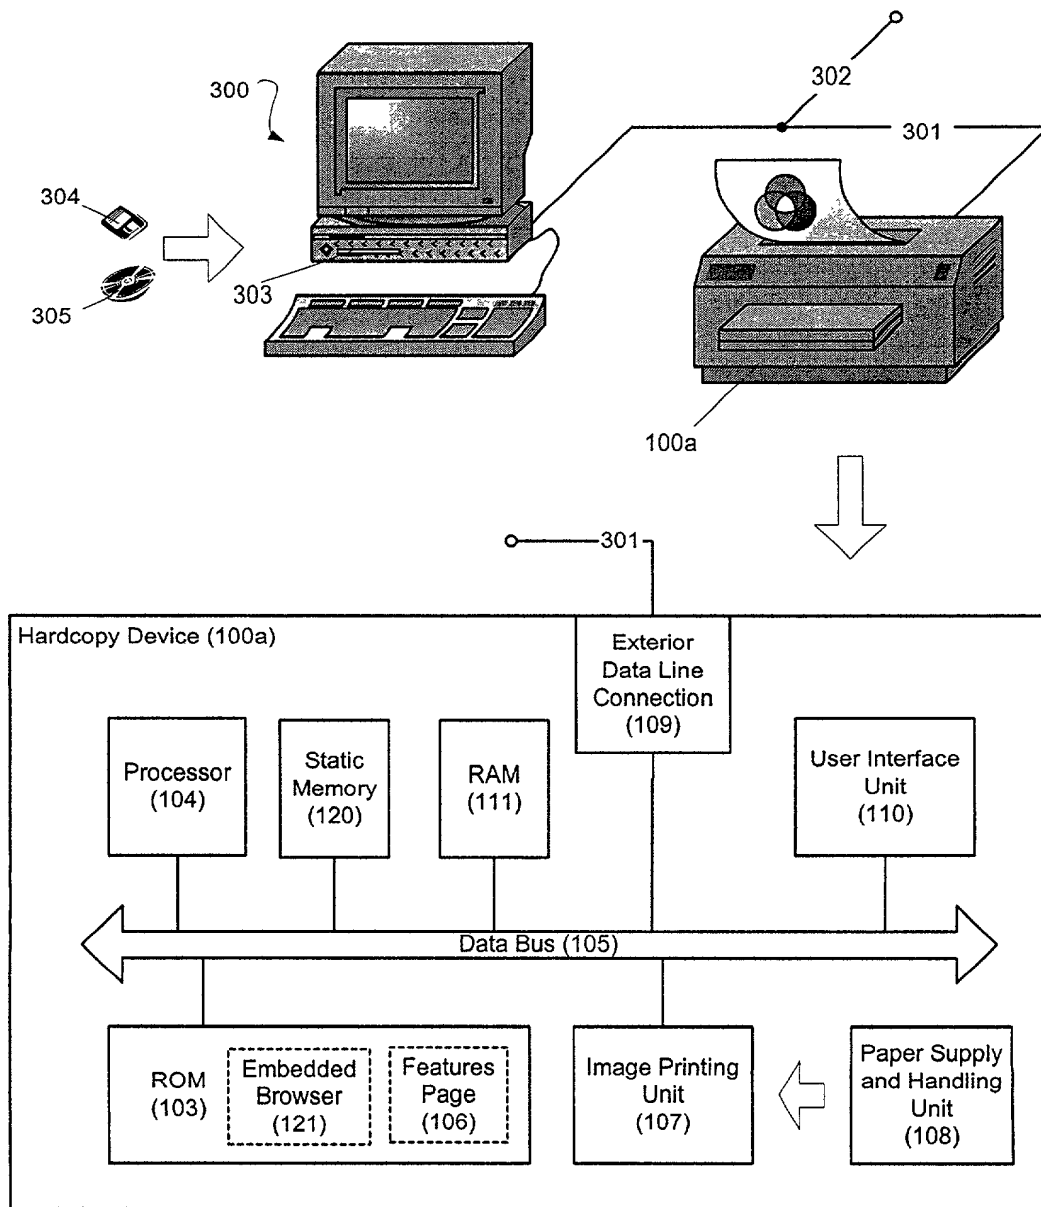 302
300
301
304
303
305
100a
301
Hardcopy Device (100a)
Exterior
Data Line
Connection
(109)
Processor
(104)
Static
Memory
(120)
RAM
(111)
User Interface
Unit
(110)
Data Bus (105)
ROM
(103)
Embedded
Browser
(121)
Features
Page
(106)
Image Printing
Unit
(107)
Paper Supply
and Handling
Unit
(108)